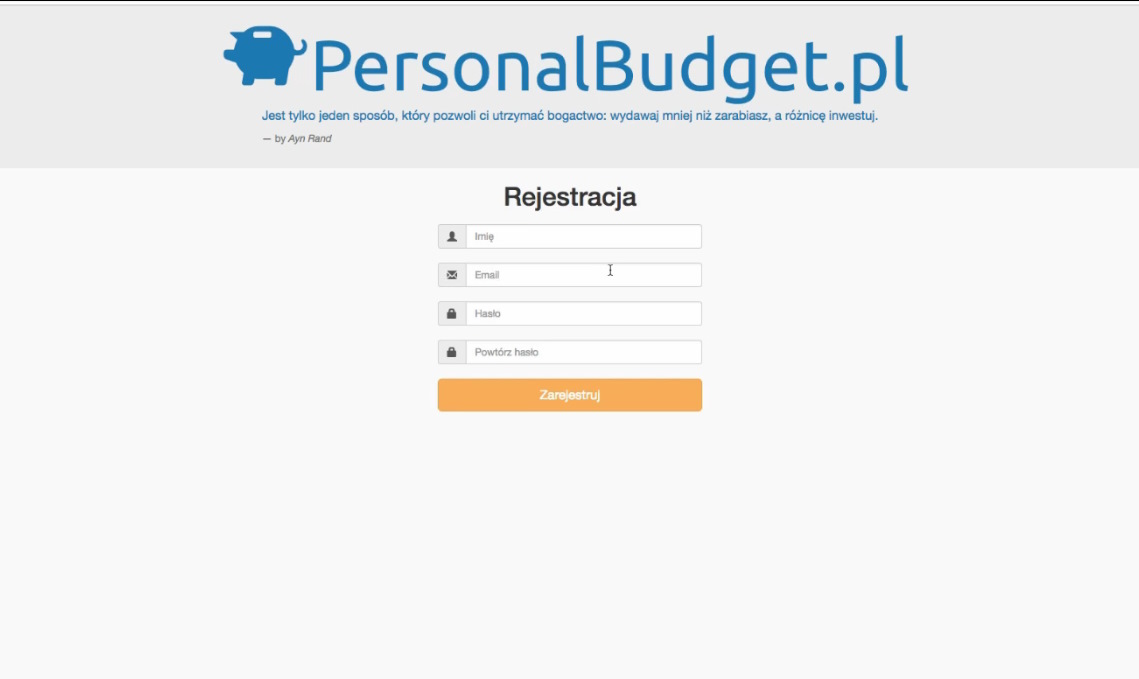 PersonalBudget.pl
Jest tylko jeden sposób, który pozwoli ci utrzymać bogactwo: wydawaj mniej niż zarabiasz, a różnicę inwestuj.
— by Ayn Rand
Rejestracja
Imię
Email
Hasło
Powtórz hasło
Zarejestruj